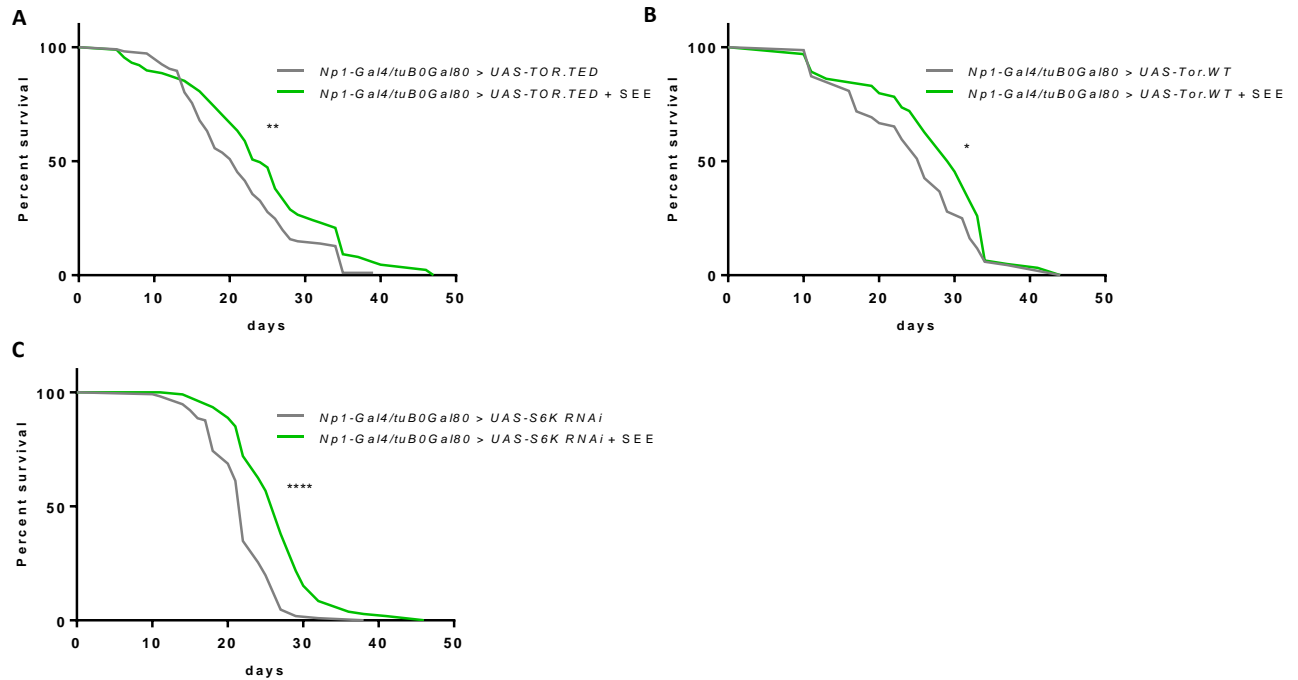 A
Percent survival
100
50
0
Np1-Gal4/tuB0Gal80 > UAS-TOR.TED
Np1-Gal4/tuB0Gal80 > UAS-TOR.TED + SEE
**
0 10 20 30 40 50
days
B
Percent survival
100
50
0
Np1-Gal4/tuB0Gal80 > UAS-Tor.WT
Np1-Gal4/tuB0Gal80 > UAS-Tor.WT + SEE
*
0 10 20 30 40 50
days
C
Percent survival
100
50
0
Np1-Gal4/tuB0Gal80 > UAS-S6K RNAi
Np1-Gal4/tuB0Gal80 > UAS-S6K RNAi + SEE
****
0 10 20 30 40 50
days